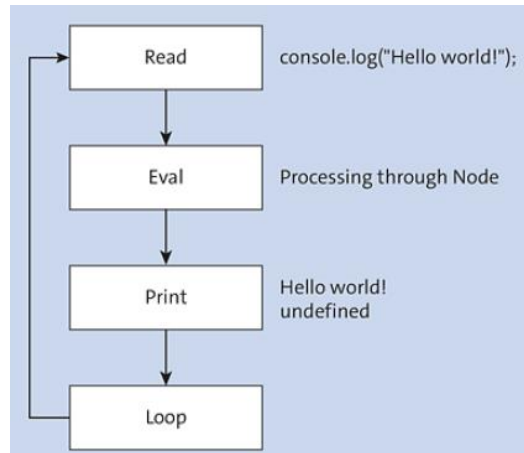 Read
console.log("Hello world!");
Eval
Processing through Node
Print
Hello world!
undefined
Loop